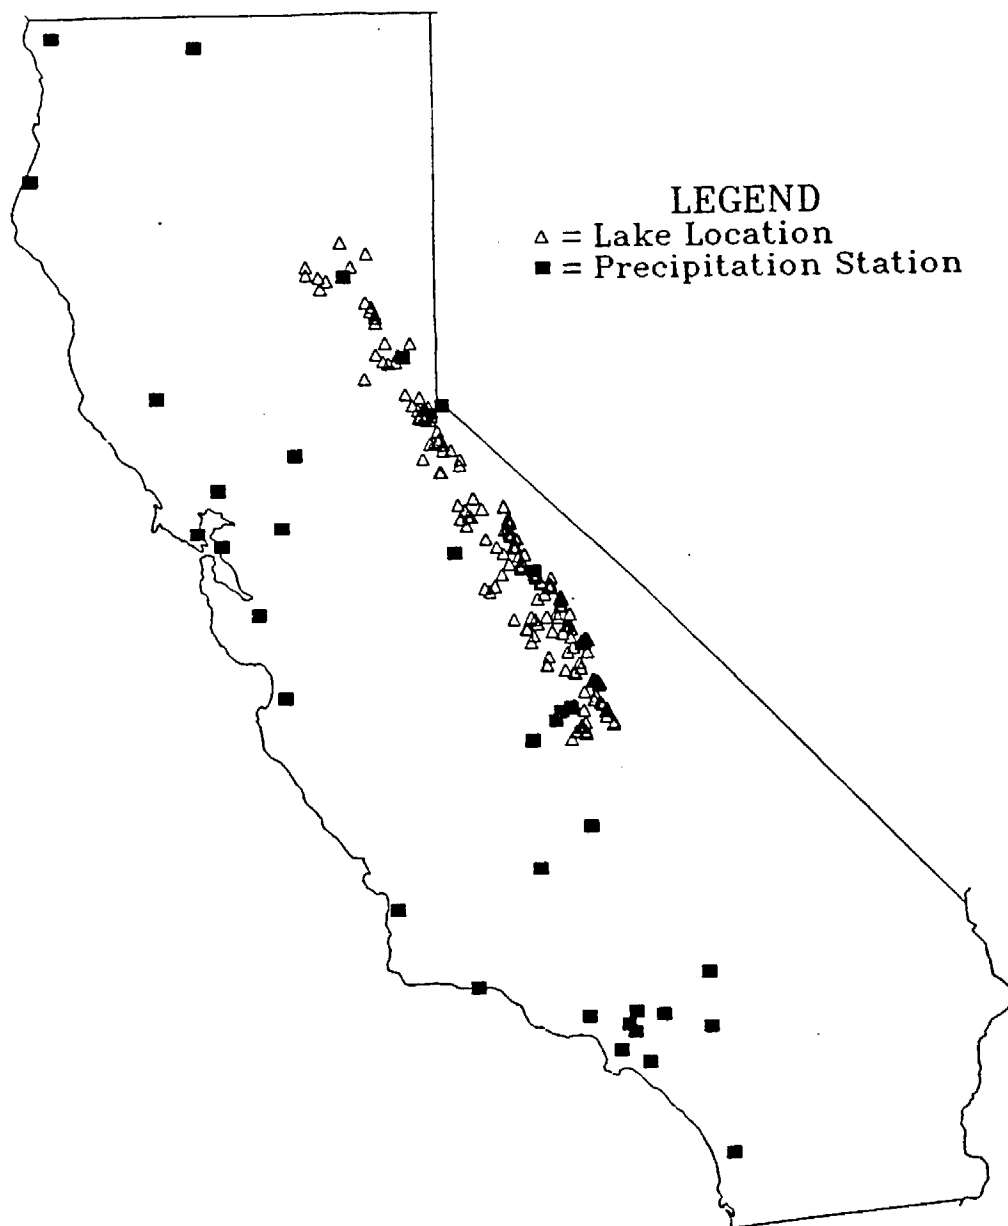 LEGEND
△ = Lake Location
■ = Precipitation Station